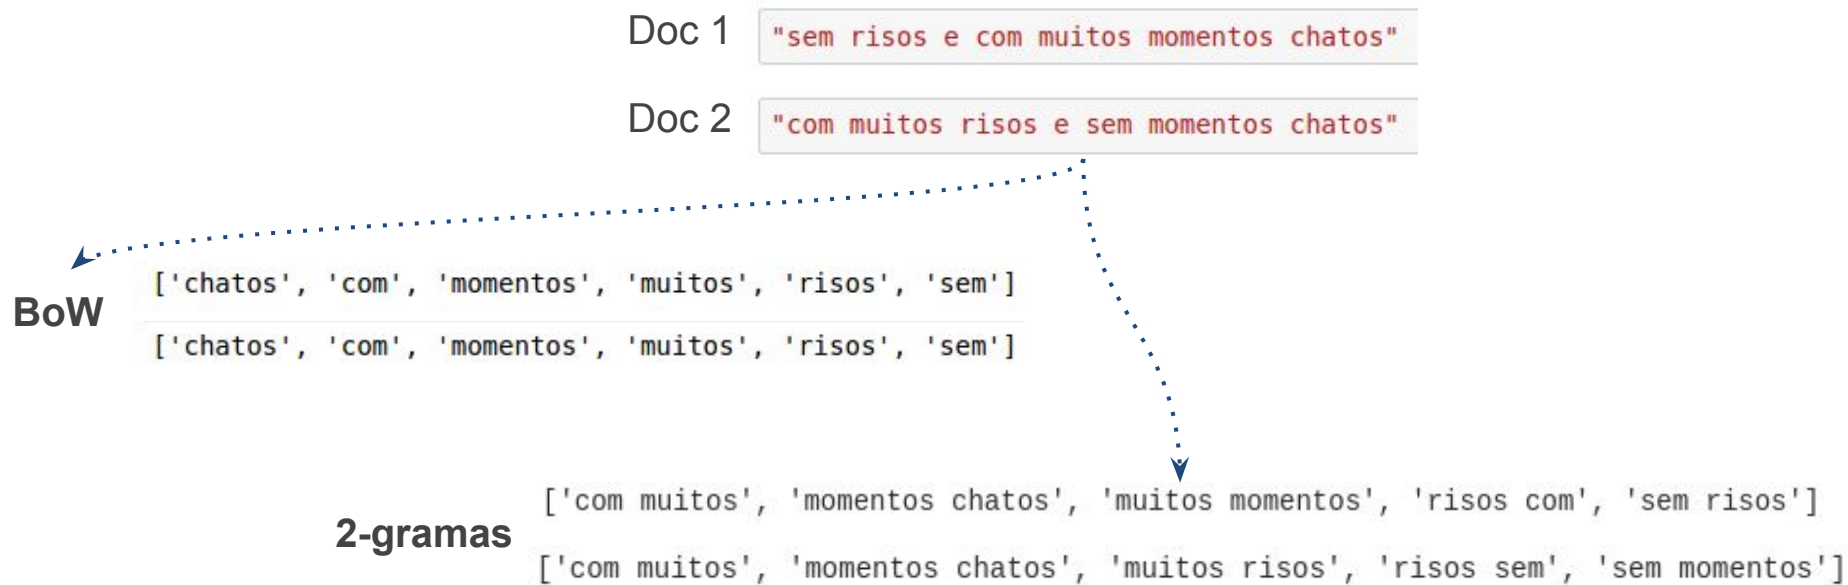 Doc 1 "sem risos e com muitos momentos chatos"
Doc 2 "com muitos risos e sem momentos chatos"
BoW
['chatos', 'com', 'momentos', 'muitos', 'risos', 'sem']
['chatos', 'com', 'momentos', 'muitos', 'risos', 'sem']
2-gramas
['com muitos', 'momentos chatos', 'muitos momentos', 'risos com', 'sem risos']
['com muitos', 'momentos chatos', 'muitos risos', 'risos sem', 'sem momentos']